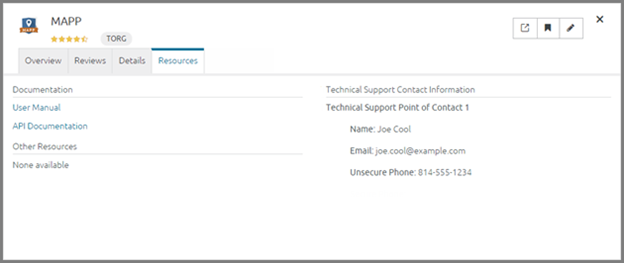 MAPP
MAPP
TORG
Overview
Reviews
Details
Resources
Documentation
User Manual
API Documentation
Other Resources
None available
Technical Support Contact Information
Technical Support Point of Contact 1
Name: Joe Cool
Email: joe.cool@example.com
Unsecure Phone: 814-555-1234